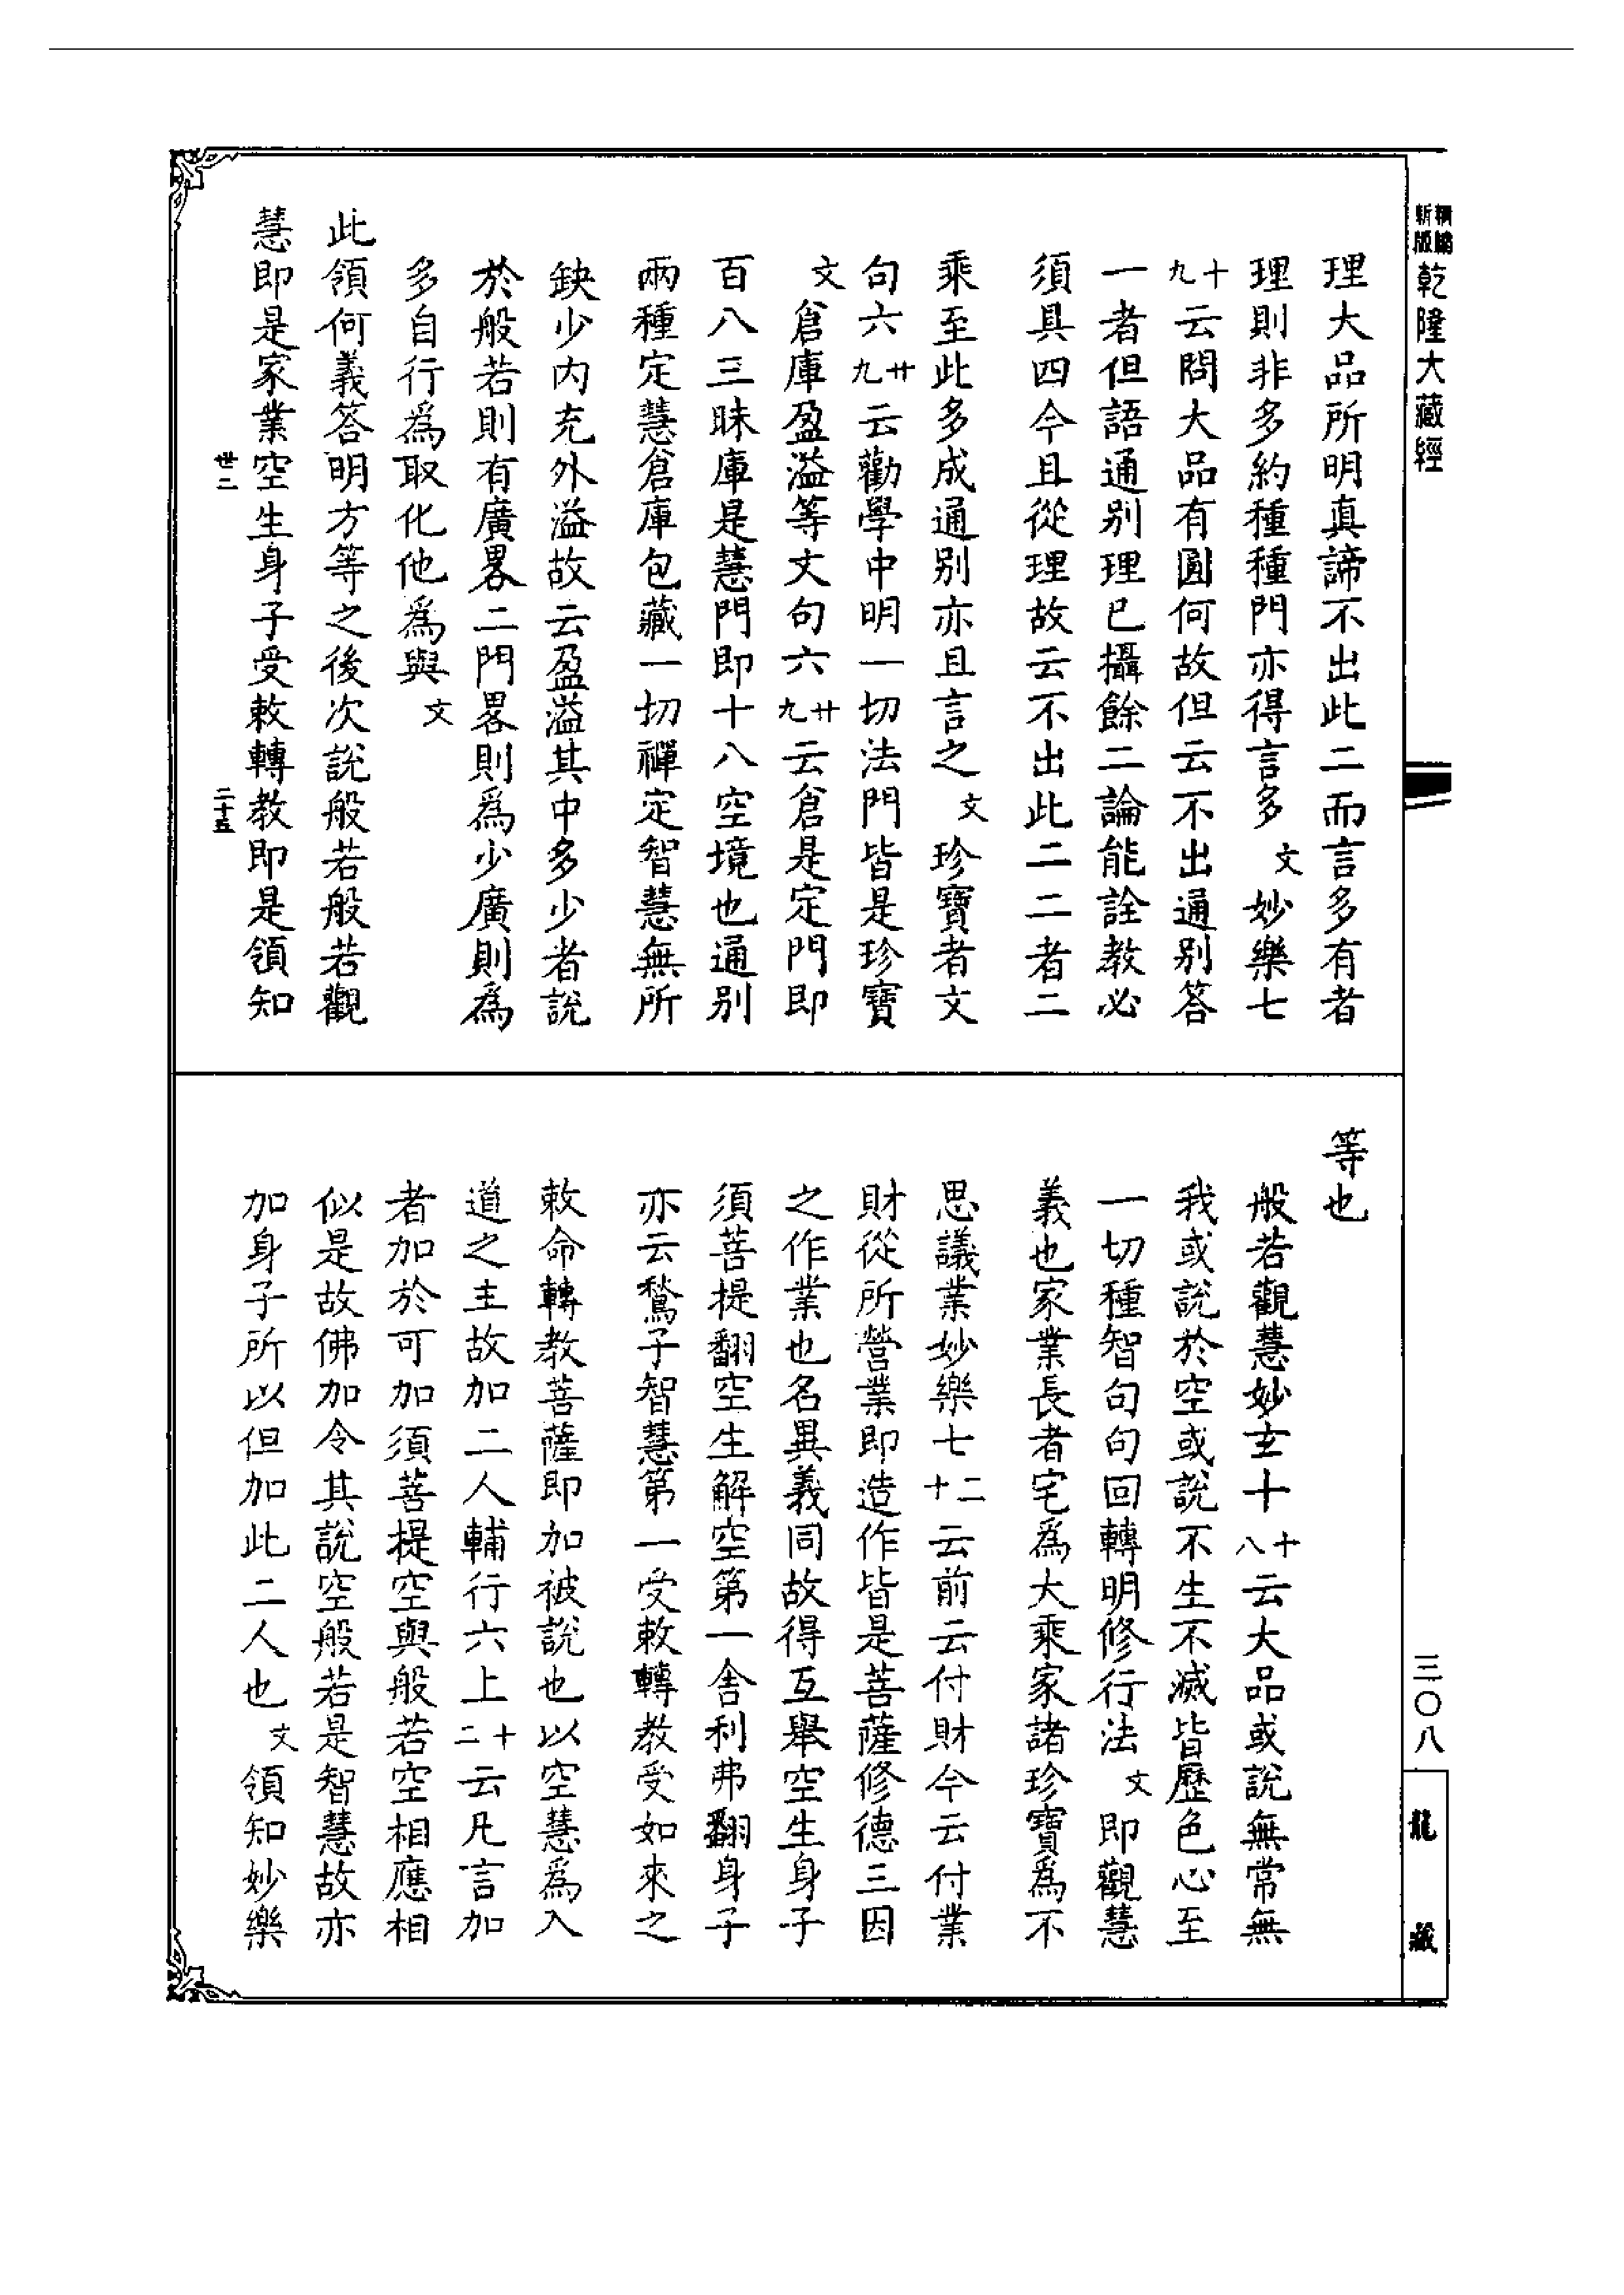 精編新版
乾隆大藏經
理大品所明真諦不出此二而言多有者
理則非多約種種門亦得言多文妙樂七
十九云問大品有圓何故但云不出通別答
一者但語通別理已攝餘二論能詮教必
須具四今且從理故云不出此二二者二
乘至此多成通別亦且言之文珍寶者文
句六廿九云勸學中明一切法門皆是珍寶
文倉庫盈溢等文句六廿九云倉是定門即
百八三昧庫是慧門即十八空境也通別
兩種定慧倉庫包藏一切禪定智慧無所
缺少內充外溢故云盈溢其中多少者說
於般若則有廣畧二門畧則為少廣則為
多自行為取化他為與文
此領何義答明方等之後次說般若般若觀
慧即是家業空生身子受敕轉教即是領知
世二
二十五
等也
般若觀慧妙玄十十八云大品或說無常無
我或說於空或說不生不滅皆歷色心至
一切種智句句回轉明修行法文即觀慧
義也家業長者宅為大乘家諸珍寶為不
思議業妙樂七二十云前云付財今云付業
財從所營業即造作皆是菩薩修德三因
之作業也名異義同故得互舉空生身子
須菩提翻空生解空第一舍利弗翻身子
亦云鶖子智慧第一受敕轉教受如來之
敕命轉教菩薩即加被說也以空慧為入
道之主故加二人輔行六上十二云凡言加
者加於可加須菩提空與般若空相應相
似是故佛加令其說空般若是智慧故亦
加身子所以但加此二人也文領知妙樂
三〇八
龍藏